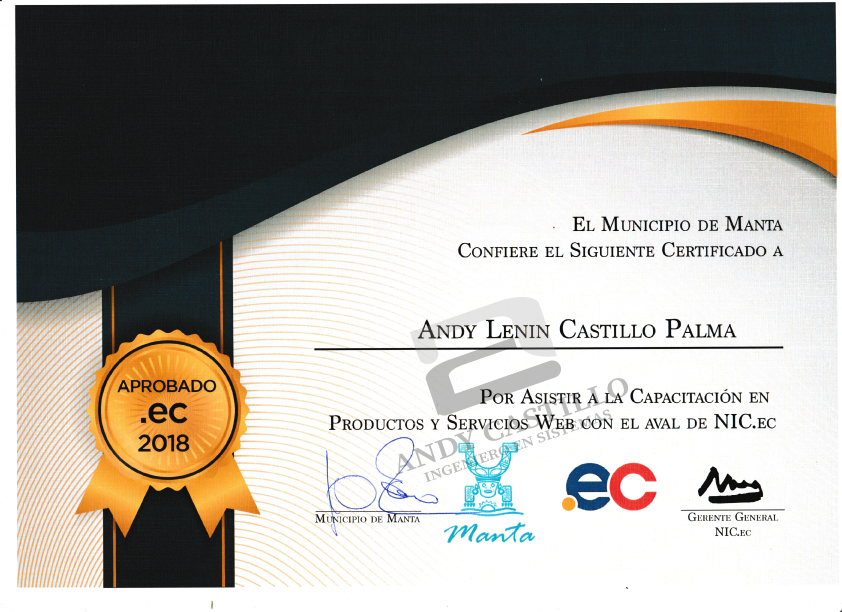 El Municipio de Manta
Confiere el Siguiente Certificado a
Andy Lenin Castillo Palma
Por Asistir a la Capacitación en
Productos y Servicios Web con el aval de NIC.ec
APROBADO
.ec
2018
ANDY CASTILLO
INGENIERO EN SISTEMAS
Municipio de Manta
Manta
.ec
Gerente General
NIC.ec